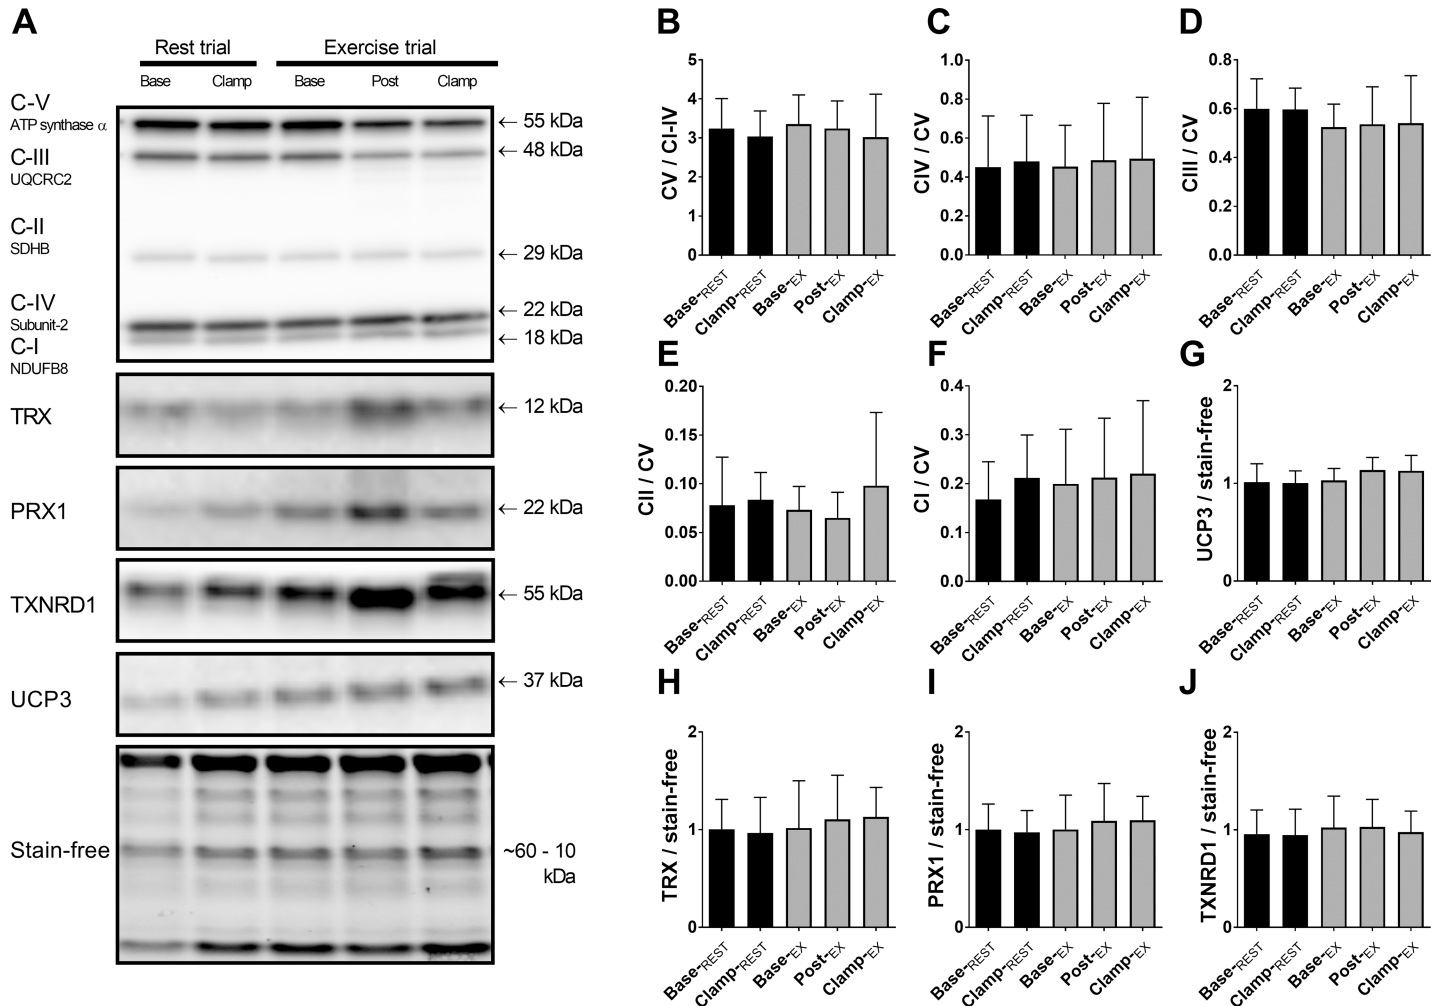 A
Rest trial
Exercise trial
Base
Clamp
Base
Post
Clamp
C-V
ATP synthase α
C-III
UQCRC2
C-II
SDHB
C-IV
Subunit-2
C-I
NDUFB8
← 55 kDa
← 48 kDa
← 29 kDa
← 22 kDa
← 18 kDa
TRX
← 12 kDa
PRX1
← 22 kDa
TXNRD1
← 55 kDa
UCP3
← 37 kDa
Stain-free
~60 - 10
kDa
B
CV / CI-IV
5
4
3
2
1
0
Base-REST
Clamp-REST
Base-EX
Post-EX
Clamp-EX
C
CIV / CV
1.0
0.8
0.6
0.4
0.2
0.0
Base-REST
Clamp-REST
Base-EX
Post-EX
Clamp-EX
D
CIII / CV
0.8
0.6
0.4
0.2
0.0
Base-REST
Clamp-REST
Base-EX
Post-EX
Clamp-EX
E
CII / CV
0.20
0.15
0.10
0.05
0.00
Base-REST
Clamp-REST
Base-EX
Post-EX
Clamp-EX
F
CI / CV
0.4
0.3
0.2
0.1
0.0
Base-REST
Clamp-REST
Base-EX
Post-EX
Clamp-EX
G
UCP3 / stain-free
2
1
0
Base-REST
Clamp-REST
Base-EX
Post-EX
Clamp-EX
H
TRX / stain-free
2
1
0
Base-REST
Clamp-REST
Base-EX
Post-EX
Clamp-EX
I
PRX1 / stain-free
2
1
0
Base-REST
Clamp-REST
Base-EX
Post-EX
Clamp-EX
J
TXNRD1 / stain-free
2
1
0
Base-REST
Clamp-REST
Base-EX
Post-EX
Clamp-EX